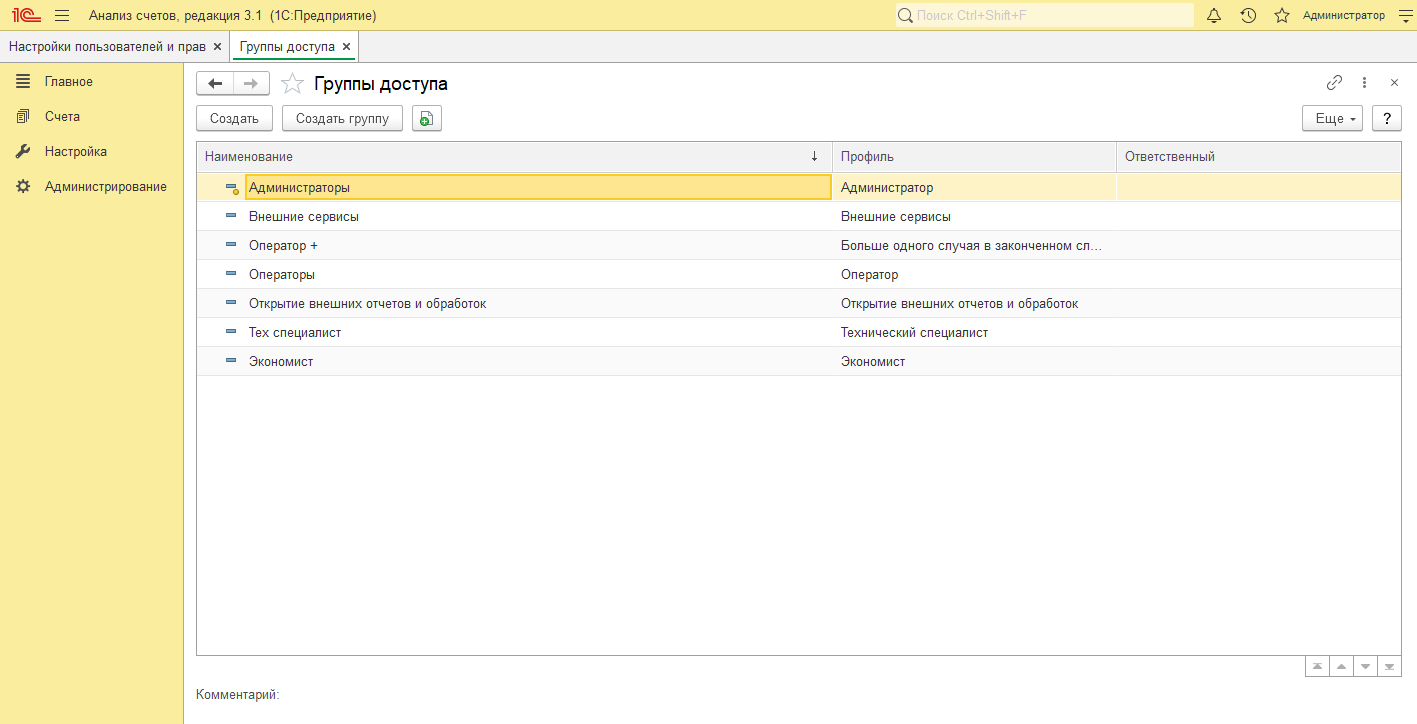 1С Анализ счетов, редакция 3.1 (1С:Предприятие) Поиск Ctrl+Shift+F Администратор
Настройки пользователей и прав × Группы доступа ×
Главное
Счета
Настройка
Администрирование
Группы доступа
Создать Создать группу Еще ?
Наименование ↓ Профиль Ответственный
Администраторы Администратор
Внешние сервисы Внешние сервисы
Оператор + Больше одного случая в законченном сл...
Операторы Оператор
Открытие внешних отчетов и обработок Открытие внешних отчетов и обработок
Тех специалист Технический специалист
Экономист Экономист
Комментарий: